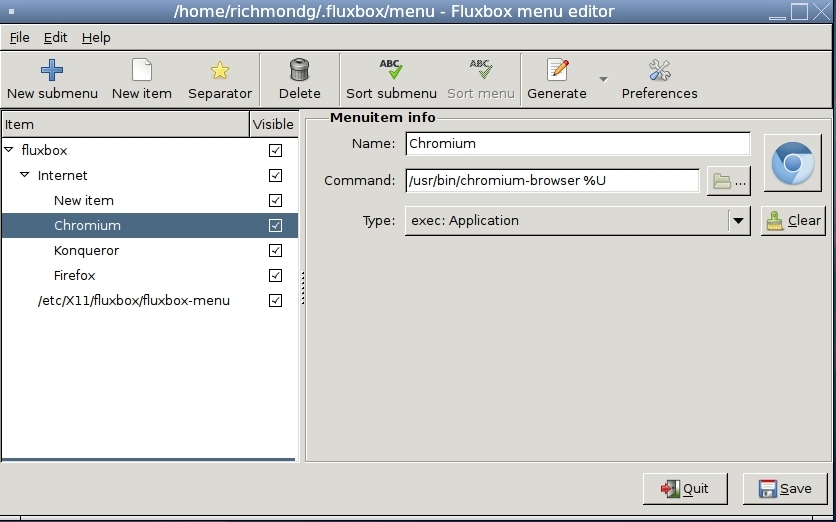 /home/richmondg/.fluxbox/menu - Fluxbox menu editor
File Edit Help
ABC ABC
New submenu New item Separator Delete Sort submenu Sort menu Generate Preferences
Item Visible
Menuitem info
fluxbox
Internet
New item
Chromium
Konqueror
Firefox
/etc/X11/fluxbox/fluxbox-menu
Name: Chromium
Command: /usr/bin/chromium-browser %U ...
Type: exec: Application Clear
Quit Save